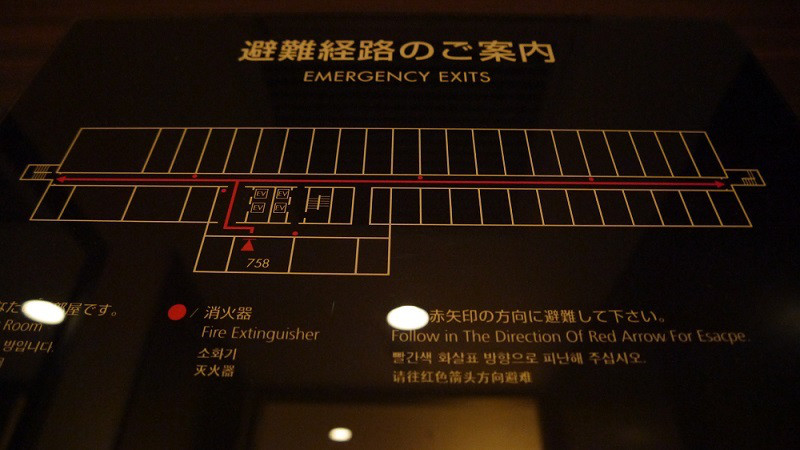 避難経路のご案内
EMERGENCY EXITS
EV EV
EV EV
758
屋です。
Room
방입니다.
/ 消火器
Fire Extinguisher
소화기
灭火器
赤矢印の方向に避難して下さい。
Follow in The Direction Of Red Arrow For Esacpe.
빨간색 화살표 방향으로 피난해 주십시오.
请往红色箭头方向避难